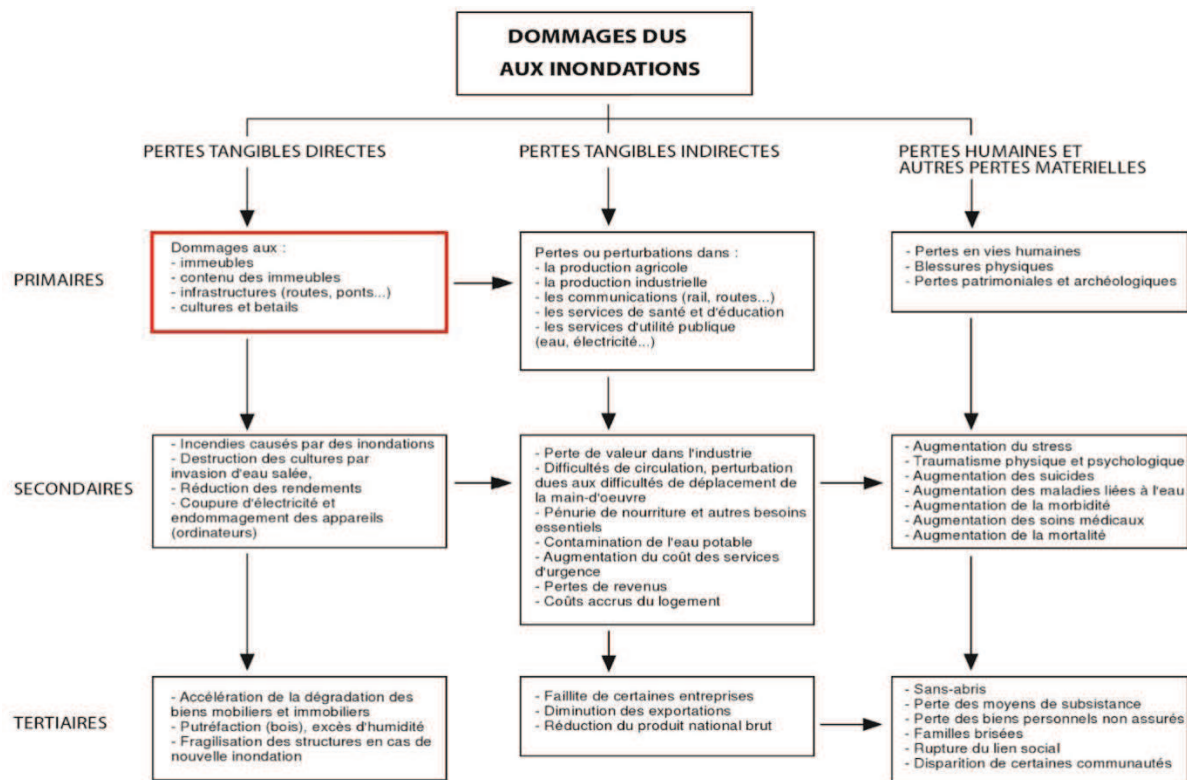 DOMMAGES DUS
AUX INONDATIONS
PERTES TANGIBLES DIRECTES
PERTES TANGIBLES INDIRECTES
PERTES HUMAINES ET
AUTRES PERTES MATERIELLES
PRIMAIRES
Dommages aux :
- immeubles
- contenu des immeubles
- infrastructures (routes, ponts...)
- cultures et betails
Pertes ou perturbations dans :
- la production agricole
- la production industrielle
- les communications (rail, routes...)
- les services de santé et d'éducation
- les services d'utilité publique
(eau, électricité...)
- Pertes en vies humaines
- Blessures physiques
- Pertes patrimoniales et archéologiques
SECONDAIRES
- Incendies causés par des inondations
- Destruction des cultures par
invasion d'eau salée,
- Réduction des rendements
- Coupure d'électricité et
endommagement des appareils
(ordinateurs)
- Perte de valeur dans l'industrie
- Difficultés de circulation, perturbation
dues aux difficultés de déplacement de
la main-d'oeuvre
- Pénurie de nourriture et autres besoins
essentiels
- Contamination de l'eau potable
- Augmentation du coût des services
d'urgence
- Pertes de revenus
- Coûts accrus du logement
- Augmentation du stress
- Traumatisme physique et psychologique
- Augmentation des suicides
- Augmentation des maladies liées à l'eau
- Augmentation de la morbidité
- Augmentation des soins médicaux
- Augmentation de la mortalité
TERTIAIRES
- Accélération de la dégradation des
biens mobiliers et immobiliers
- Putréfaction (bois), excès d'humidité
- Fragilisation des structures en cas de
nouvelle inondation
- Faillite de certaines entreprises
- Diminution des exportations
- Réduction du produit national brut
- Sans-abris
- Perte des moyens de subsistance
- Perte des biens personnels non assurés
- Familles brisées
- Rupture du lien social
- Disparition de certaines communautés